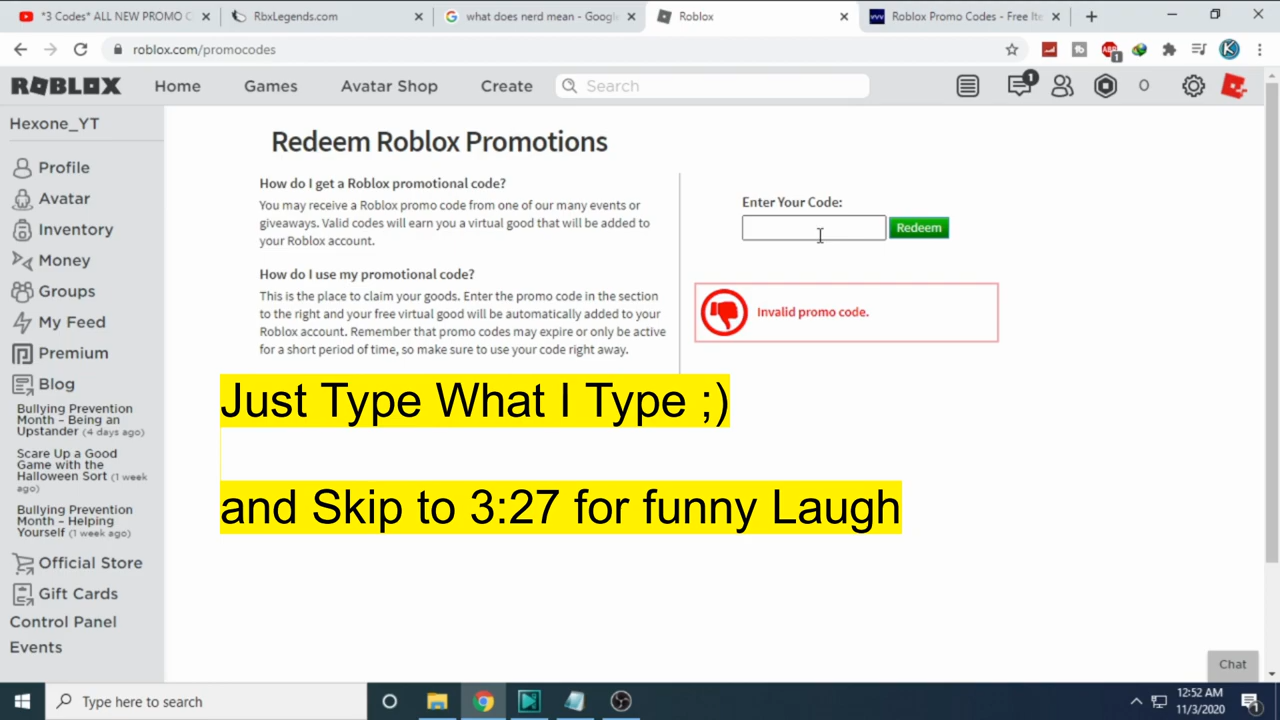 *3 Codes* ALL NEW PROMO C
RbxLegends.com
what does nerd mean - Googl
Roblox
Roblox Promo Codes - Free Ite
roblox.com/promocodes
1
ROBLOX
Home
Games
Avatar Shop
Create
Search
1
0
Hexone_YT
Profile
Avatar
Inventory
Money
Groups
My Feed
Premium
Blog
Bullying Prevention
Month – Being an
Upstander (4 days ago)
Scare Up a Good
Game with the
Halloween Sort (1 week
ago)
Bullying Prevention
Month – Helping
Yourself (1 week ago)
Official Store
Gift Cards
Control Panel
Events
Redeem Roblox Promotions
How do I get a Roblox promotional code?
You may receive a Roblox promo code from one of our many events or
giveaways. Valid codes will earn you a virtual good that will be added to
your Roblox account.
How do I use my promotional code?
This is the place to claim your goods. Enter the promo code in the section
to the right and your free virtual good will be automatically added to your
Roblox account. Remember that promo codes may expire or only be active
for a short period of time, so make sure to use your code right away.
Enter Your Code:
Redeem
Invalid promo code.
Just Type What I Type ;)
and Skip to 3:27 for funny Laugh
Chat
Type here to search
12:52 AM
11/3/2020
1